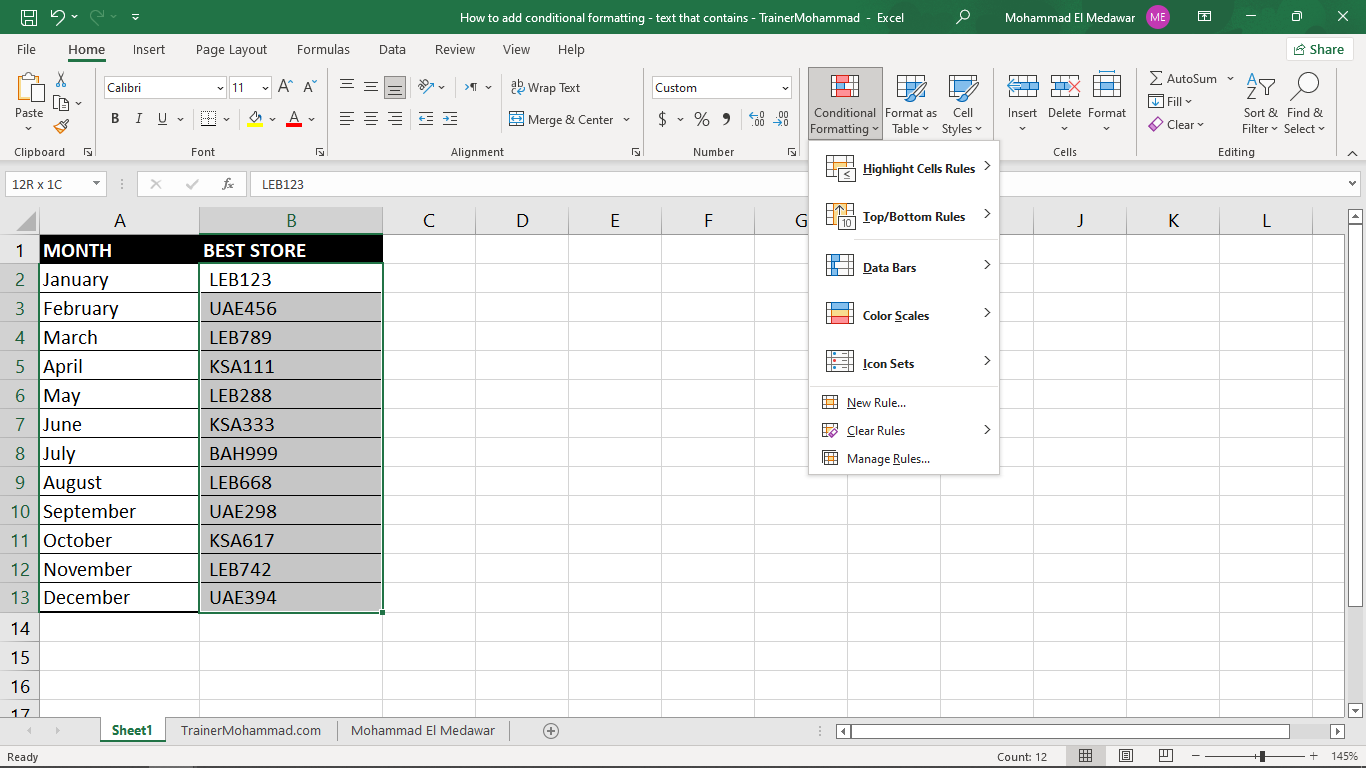 How to add conditional formatting - text that contains - TrainerMohammad - Excel
Mohammad El Medawar ME
File Home Insert Page Layout Formulas Data Review View Help Share
Paste
Clipboard
Calibri 11
B I U A
Font
Wrap Text
Merge & Center
Alignment
Custom
$ % 9 .00 .00
Number
Conditional Formatting
Format as Table
Cell Styles
Insert Delete Format
Cells
AutoSum
Fill
Clear
Sort & Filter
Find & Select
Editing
12R x 1C fx LEB123
Highlight Cells Rules
Top/Bottom Rules
Data Bars
Color Scales
Icon Sets
New Rule...
Clear Rules
Manage Rules...
A B C D E F G J K L
1 MONTH BEST STORE
2 January LEB123
3 February UAE456
4 March LEB789
5 April KSA111
6 May LEB288
7 June KSA333
8 July BAH999
9 August LEB668
10 September UAE298
11 October KSA617
12 November LEB742
13 December UAE394
14
15
16
17
Sheet1 TrainerMohammad.com Mohammad El Medawar
Ready Count: 12 145%